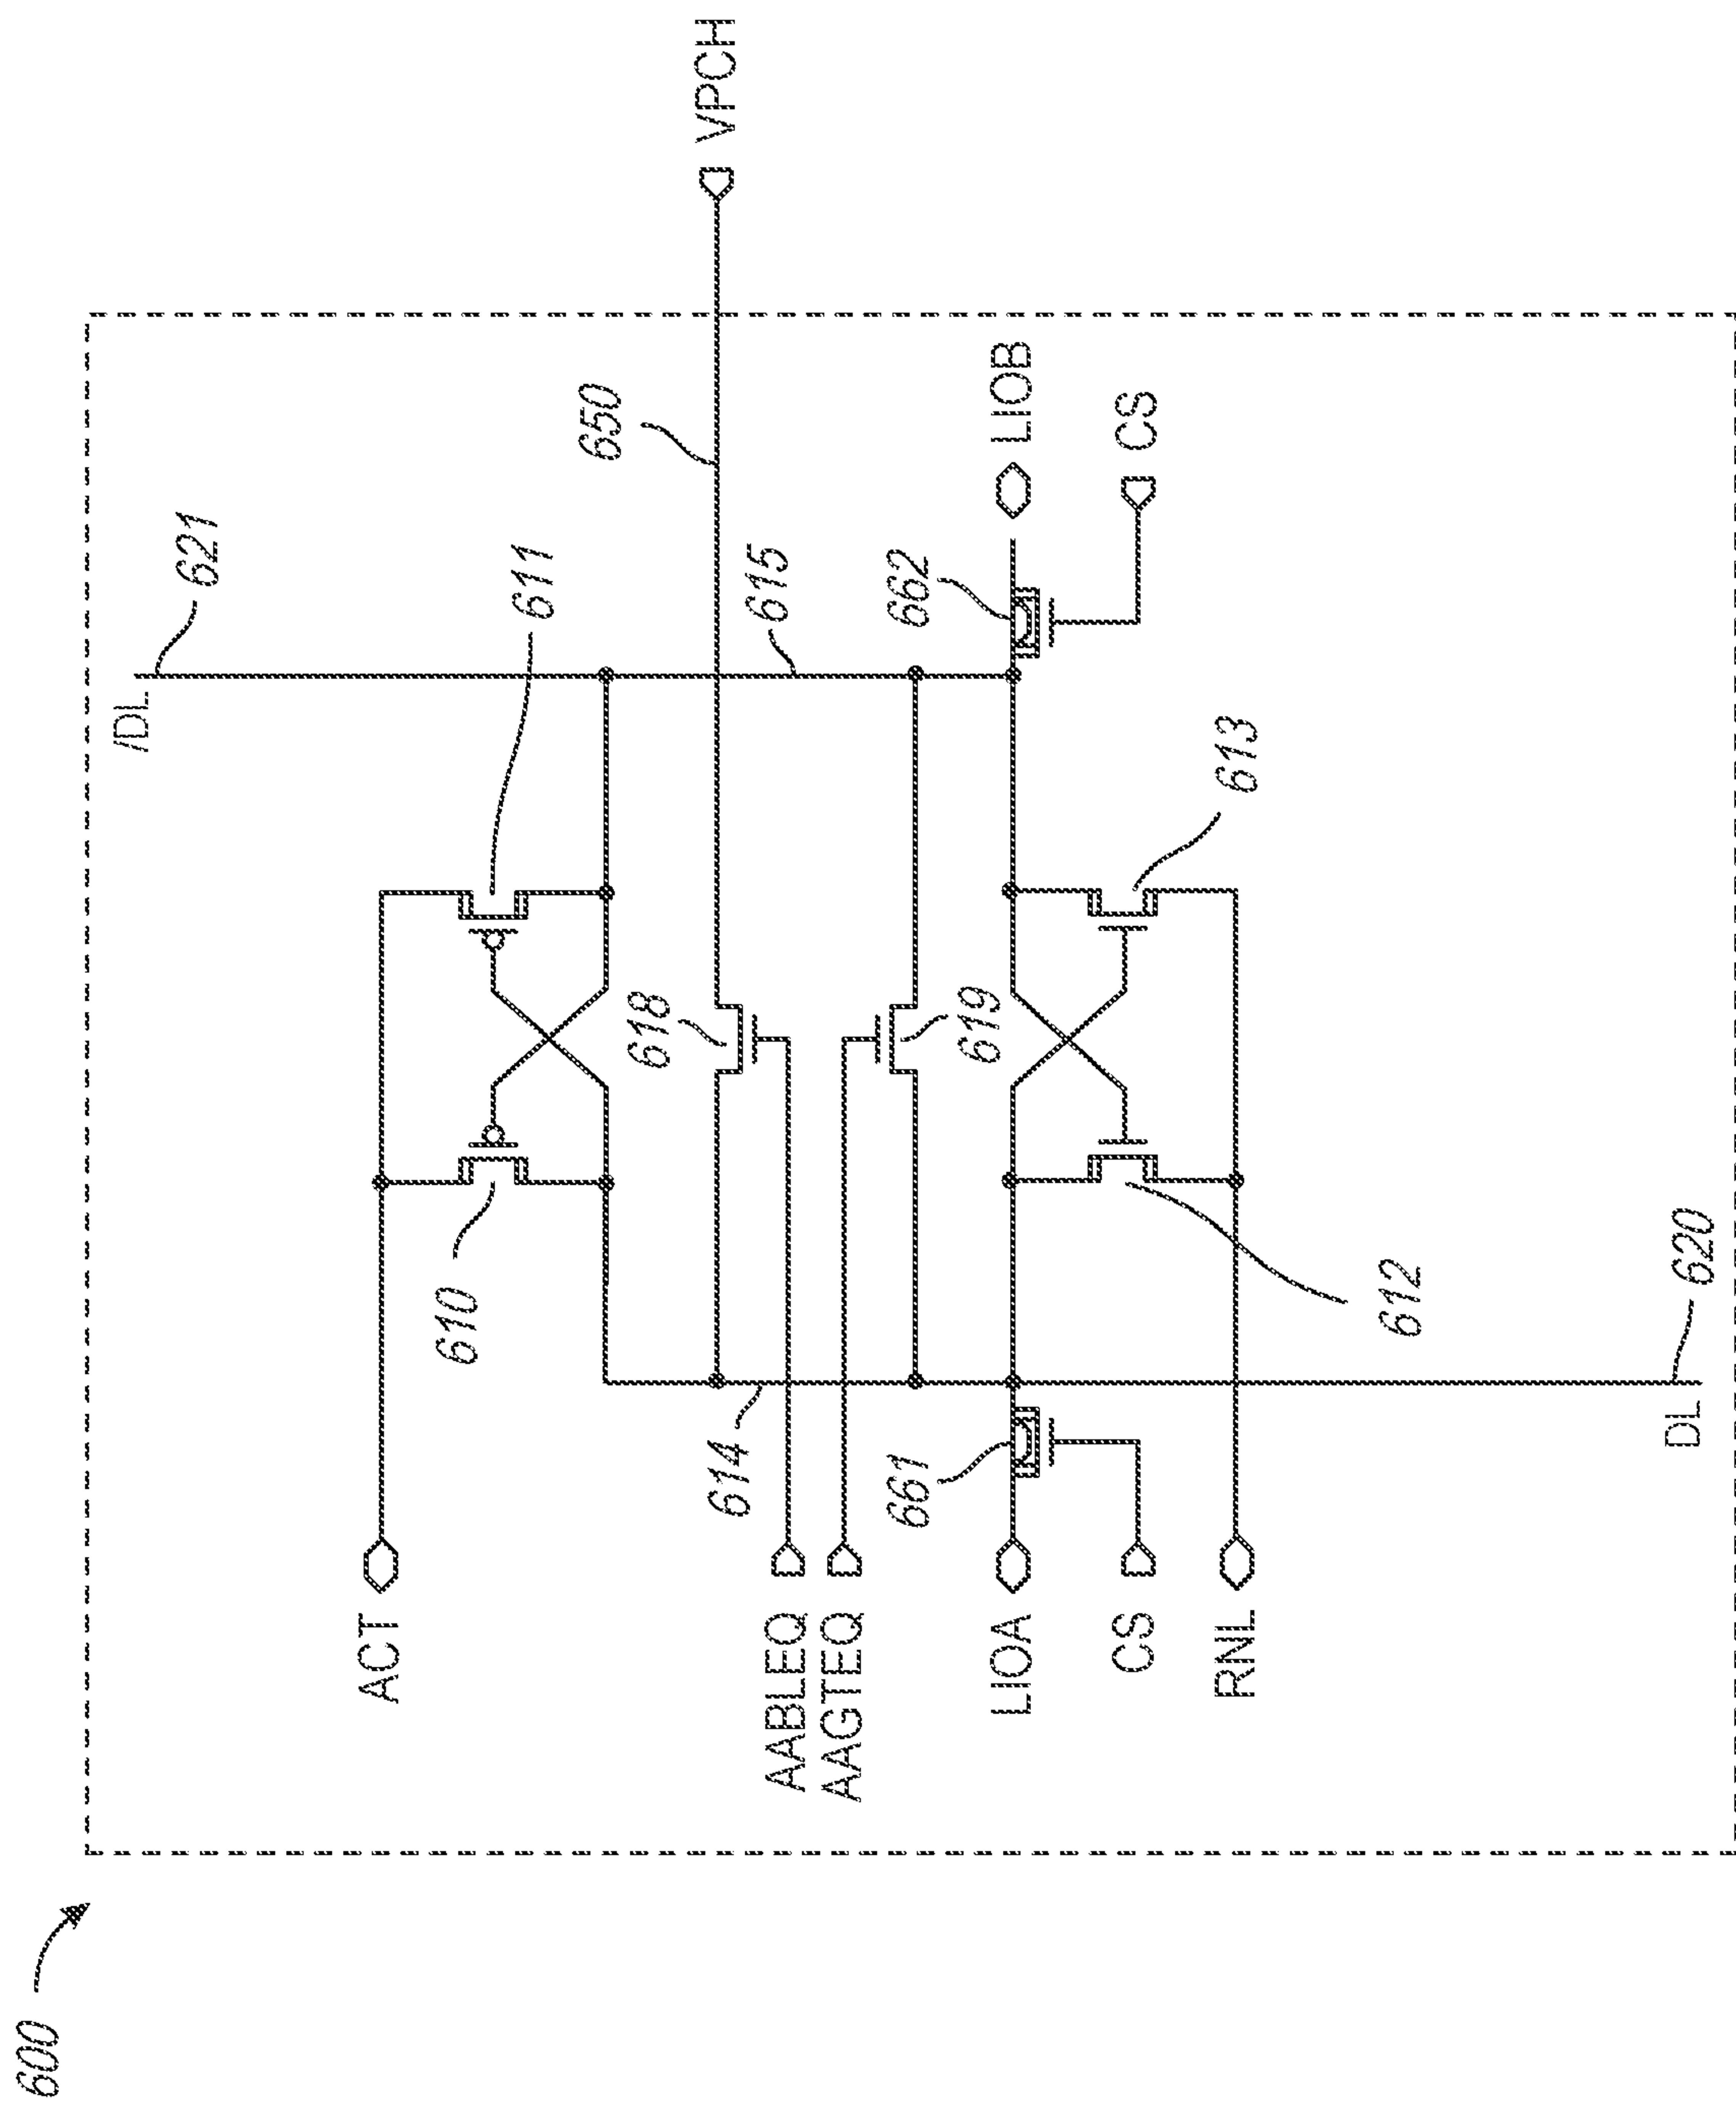 600
ACT
AABLEQ
AAGTEQ
LIOA
CS
RNL
610
614
661
612
620
DL
618
619
611
613
/DL
621
615
662
650
LIOB
CS
VPCH